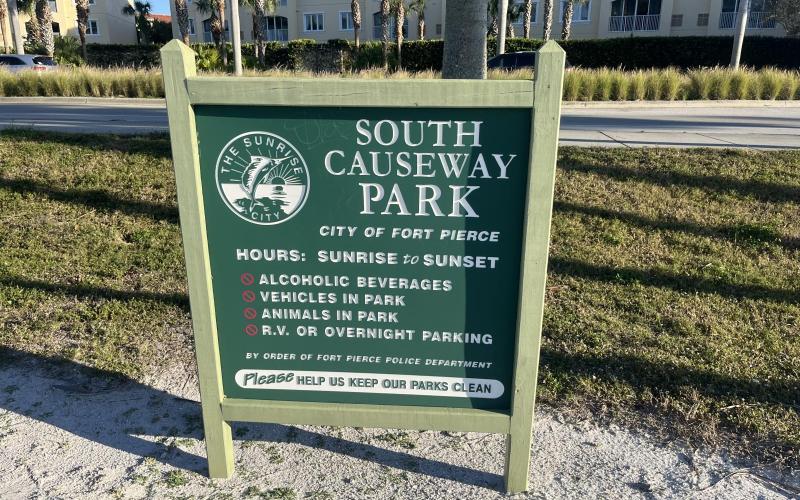 THE SUNRISE
CITY
SOUTH
CAUSEWAY
PARK
CITY OF FORT PIERCE
HOURS: SUNRISE to SUNSET
ALCOHOLIC BEVERAGES
VEHICLES IN PARK
ANIMALS IN PARK
R.V. OR OVERNIGHT PARKING
BY ORDER OF FORT PIERCE POLICE DEPARTMENT
Please HELP US KEEP OUR PARKS CLEAN